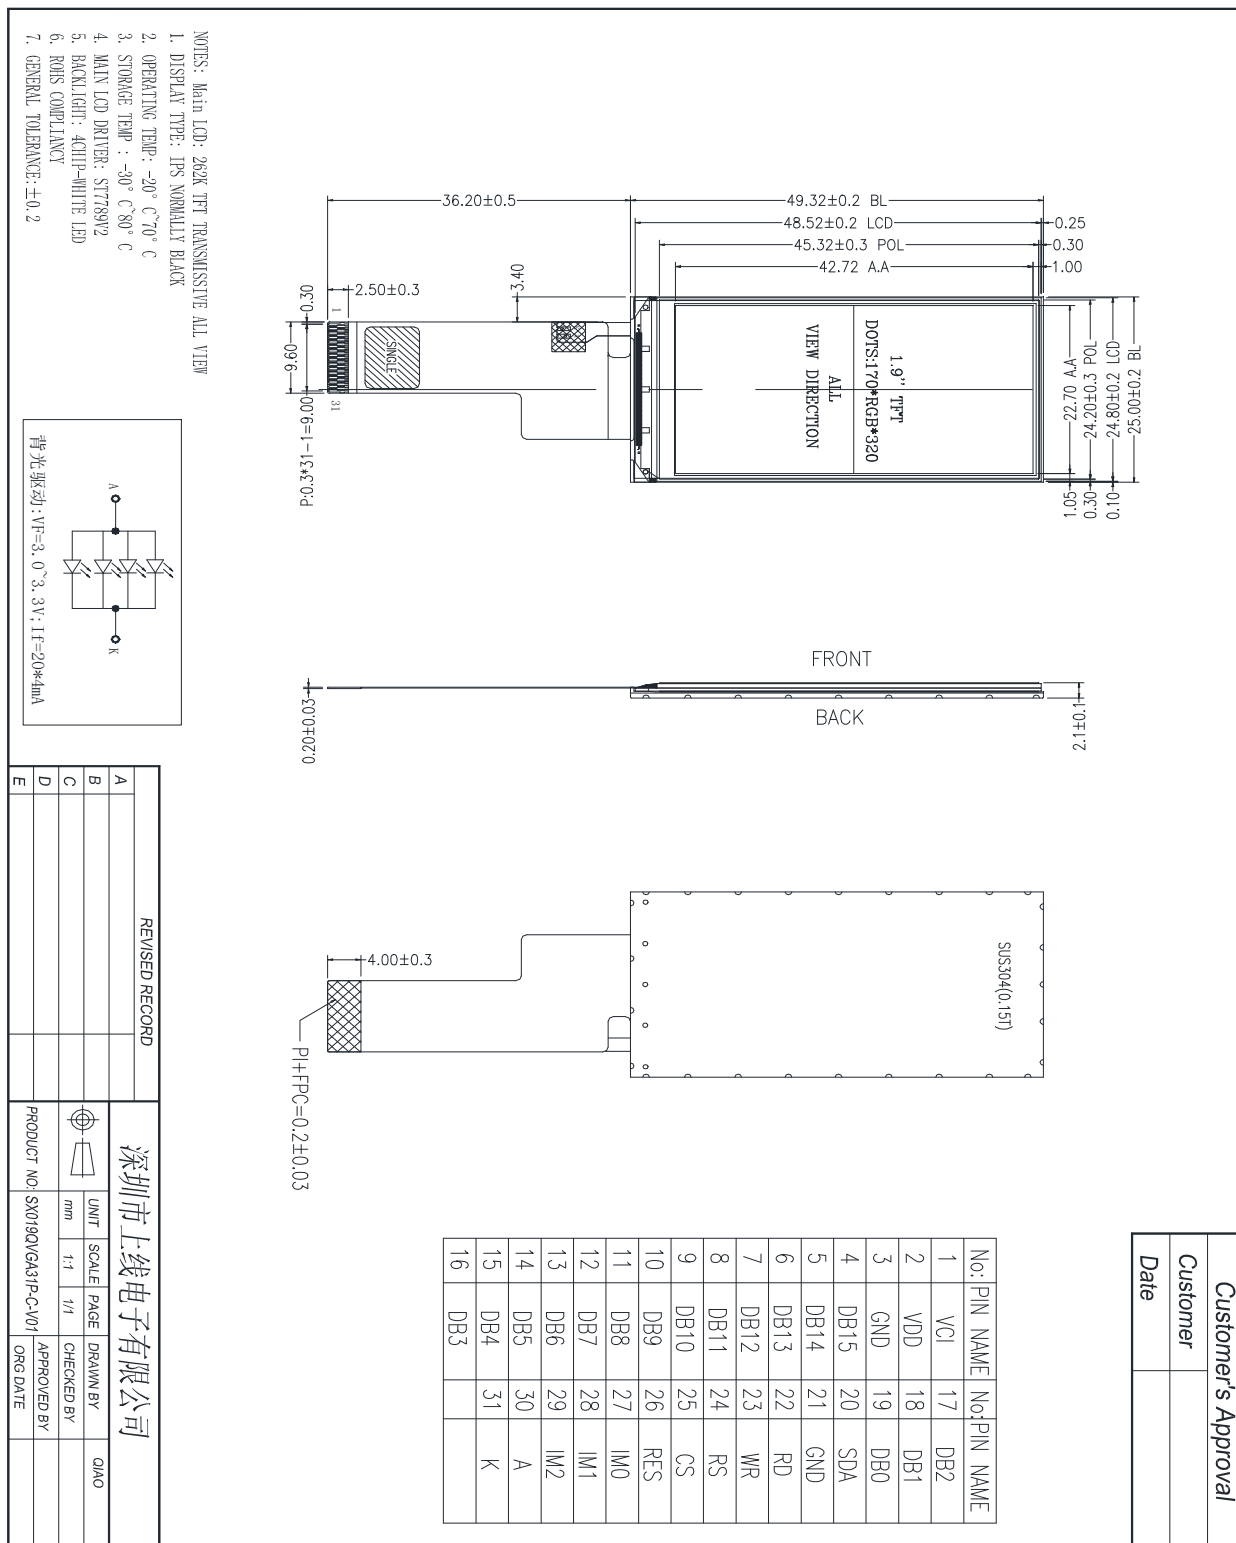 NOTES: Main LCD: 262K TFT TRANSMISSIVE ALL VIEW
1. DISPLAY TYPE: IPS NORMALLY BLACK
2. OPERATING TEMP: -20° C~70° C
3. STORAGE TEMP : -30° C~80° C
4. MAIN LCD DRIVER: ST7789V2
5. BACKLIGHT: 4CHIP-WHITE LED
6. ROHS COMPLIANCY
7. GENERAL TOLERANCE:±0.2
36.20±0.5
49.32±0.2 BL
48.52±0.2 LCD
0.25
45.32±0.3 POL
0.30
42.72 A.A
1.00
2.50±0.3
3.40
0.30
1
9.60
31
P:0.3*31-1=9.00
SINGLE
1.9'' TFT
DOTS:170*RGB*320
ALL
VIEW DIRECTION
22.70 A.A
24.20±0.3 POL
24.80±0.2 LCD
25.00±0.2 BL
1.05
0.30
0.10
A
K
背光驱动:VF=3.0~3.3V;If=20*4mA
FRONT
BACK
0.20±0.03
2.1±0.1
SUS304(0.15T)
4.00±0.3
PI+FPC=0.2±0.03
No: PIN NAME No: PIN NAME
1 VCI 17 DB2
2 VDD 18 DB1
3 GND 19 DB0
4 DB15 20 SDA
5 DB14 21 GND
6 DB13 22 RD
7 DB12 23 WR
8 DB11 24 RS
9 DB10 25 CS
10 DB9 26 RES
11 DB8 27 IM0
12 DB7 28 IM1
13 DB6 29 IM2
14 DB5 30 A
15 DB4 31 K
16 DB3
Customer's Approval
Customer
Date
REVISED RECORD
A
B
C
D
E
深圳市上线电子有限公司
UNIT SCALE PAGE DRAWN BY QIAO
mm 1:1 1/1 CHECKED BY
APPROVED BY
PRODUCT NO: SX019QVGA31P-C-V01 ORG DATE